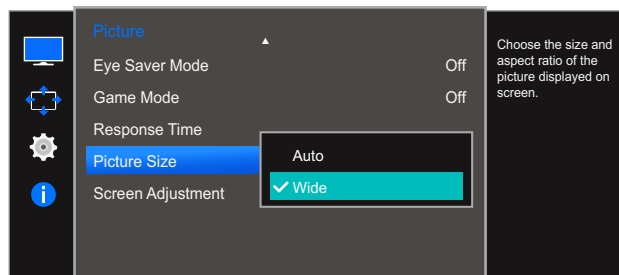 Picture
Eye Saver Mode Off
Game Mode Off
Response Time
Picture Size
Auto
Wide
Screen Adjustment
Choose the size and
aspect ratio of the
picture displayed on
screen.